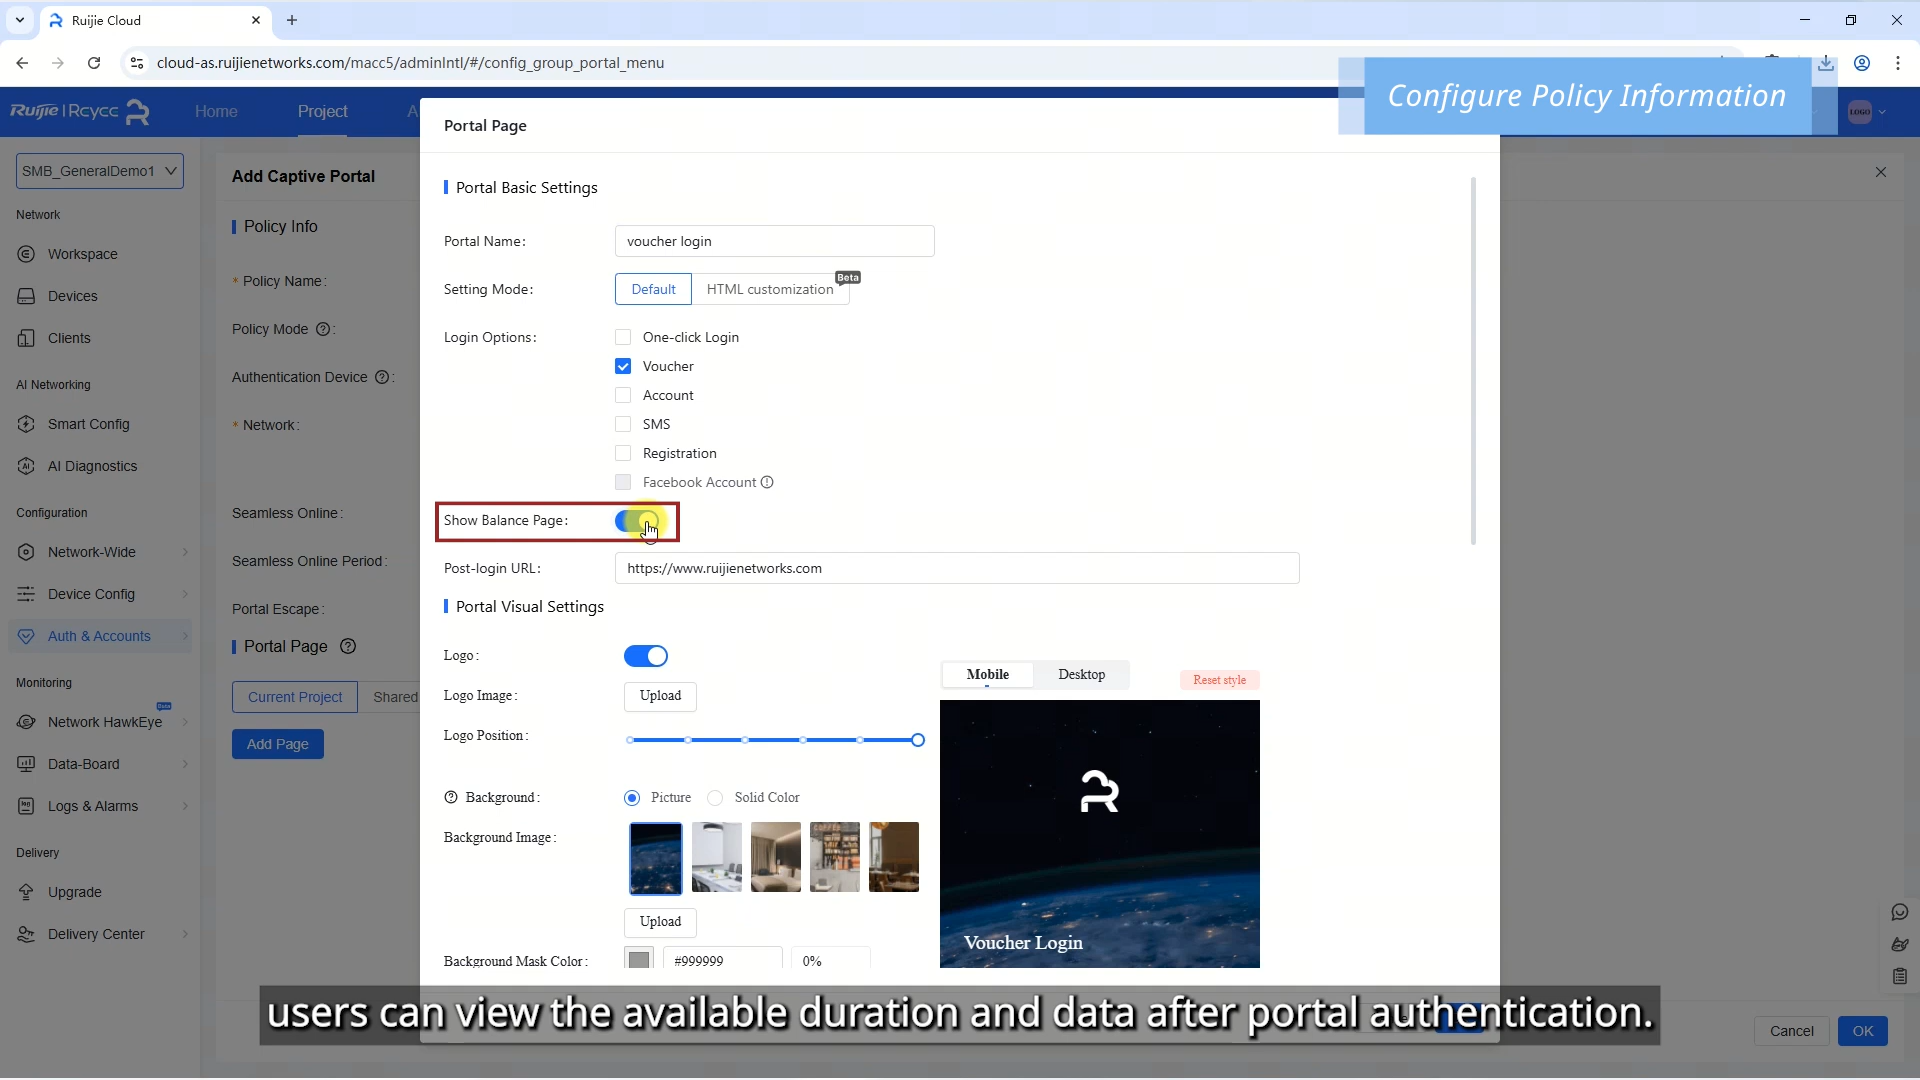 Ruijie Cloud
cloud-as.ruijienetworks.com/macc5/adminIntl/#/config_group_portal_menu
Configure Policy Information
Ruijie | Rcycc
Home
Project
A
LOGO
SMB_GeneralDemo1
Network
Workspace
Devices
Clients
AI Networking
Smart Config
AI Diagnostics
Configuration
Network-Wide
Device Config
Auth & Accounts
Monitoring
Beta
Network HawkEye
Data-Board
Logs & Alarms
Delivery
Upgrade
Delivery Center
Add Captive Portal
Policy Info
* Policy Name:
Policy Mode ?:
Authentication Device ?:
* Network:
Seamless Online:
Seamless Online Period:
Portal Escape:
Portal Page ?
Current Project Shared
Add Page
Portal Page
Portal Basic Settings
Portal Name: voucher login
Setting Mode: Default HTML customization Beta
Login Options: One-click Login
Voucher
Account
SMS
Registration
Facebook Account
Show Balance Page:
Post-login URL: https://www.ruijienetworks.com
Portal Visual Settings
Logo:
Logo Image: Upload
Logo Position:
Background: Picture Solid Color
Background Image:
Upload
Background Mask Color: #999999 0%
Mobile Desktop Reset style
Voucher Login
users can view the available duration and data after portal authentication.
Cancel OK